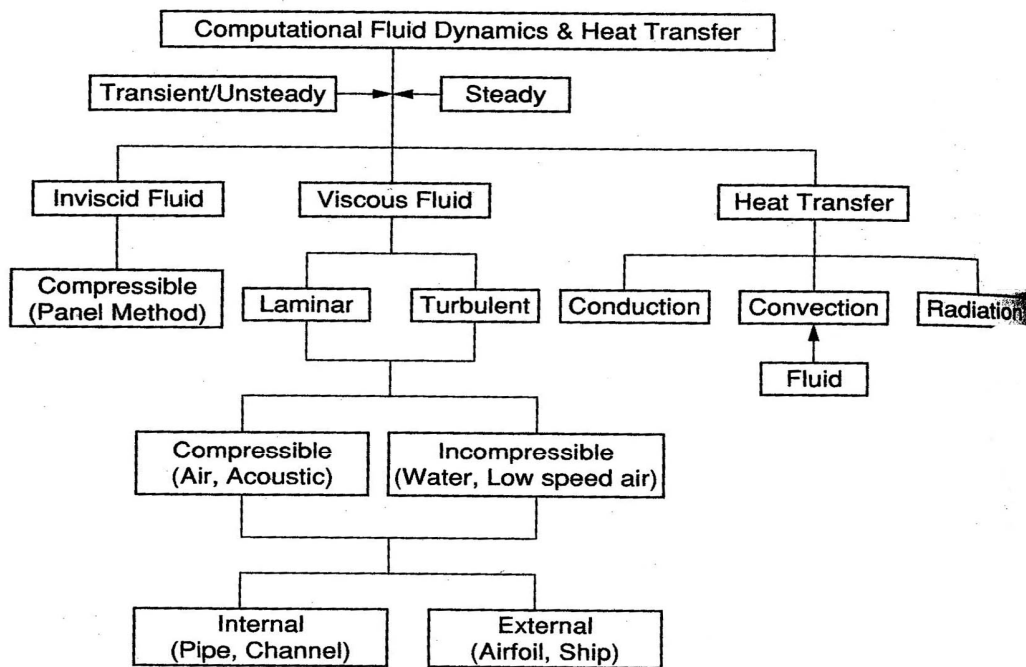 Computational Fluid Dynamics & Heat Transfer
Transient/Unsteady
Steady
Inviscid Fluid
Viscous Fluid
Heat Transfer
Compressible
(Panel Method)
Laminar
Turbulent
Conduction
Convection
Radiation
Fluid
Compressible
(Air, Acoustic)
Incompressible
(Water, Low speed air)
Internal
(Pipe, Channel)
External
(Airfoil, Ship)